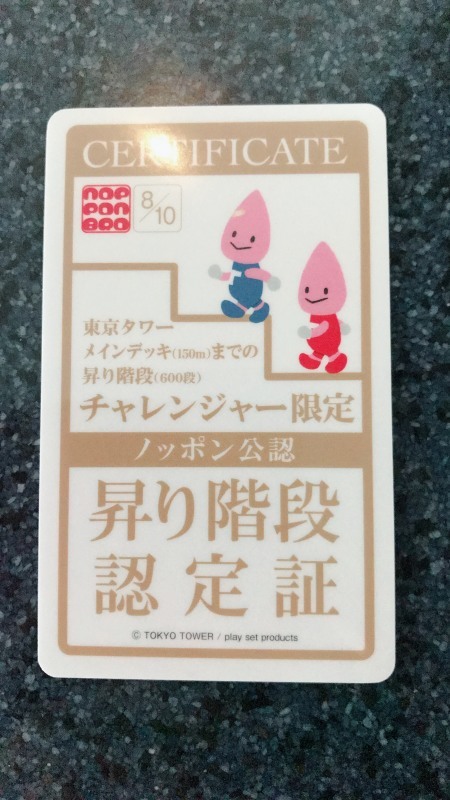 CERTIFICATE
NOP
PON
BRO
8/10
東京タワー
メインデッキ(150m)までの
昇り階段(600段)
チャレンジャー限定
ノッポン公認
昇り階段
認定証
© TOKYO TOWER / play set products